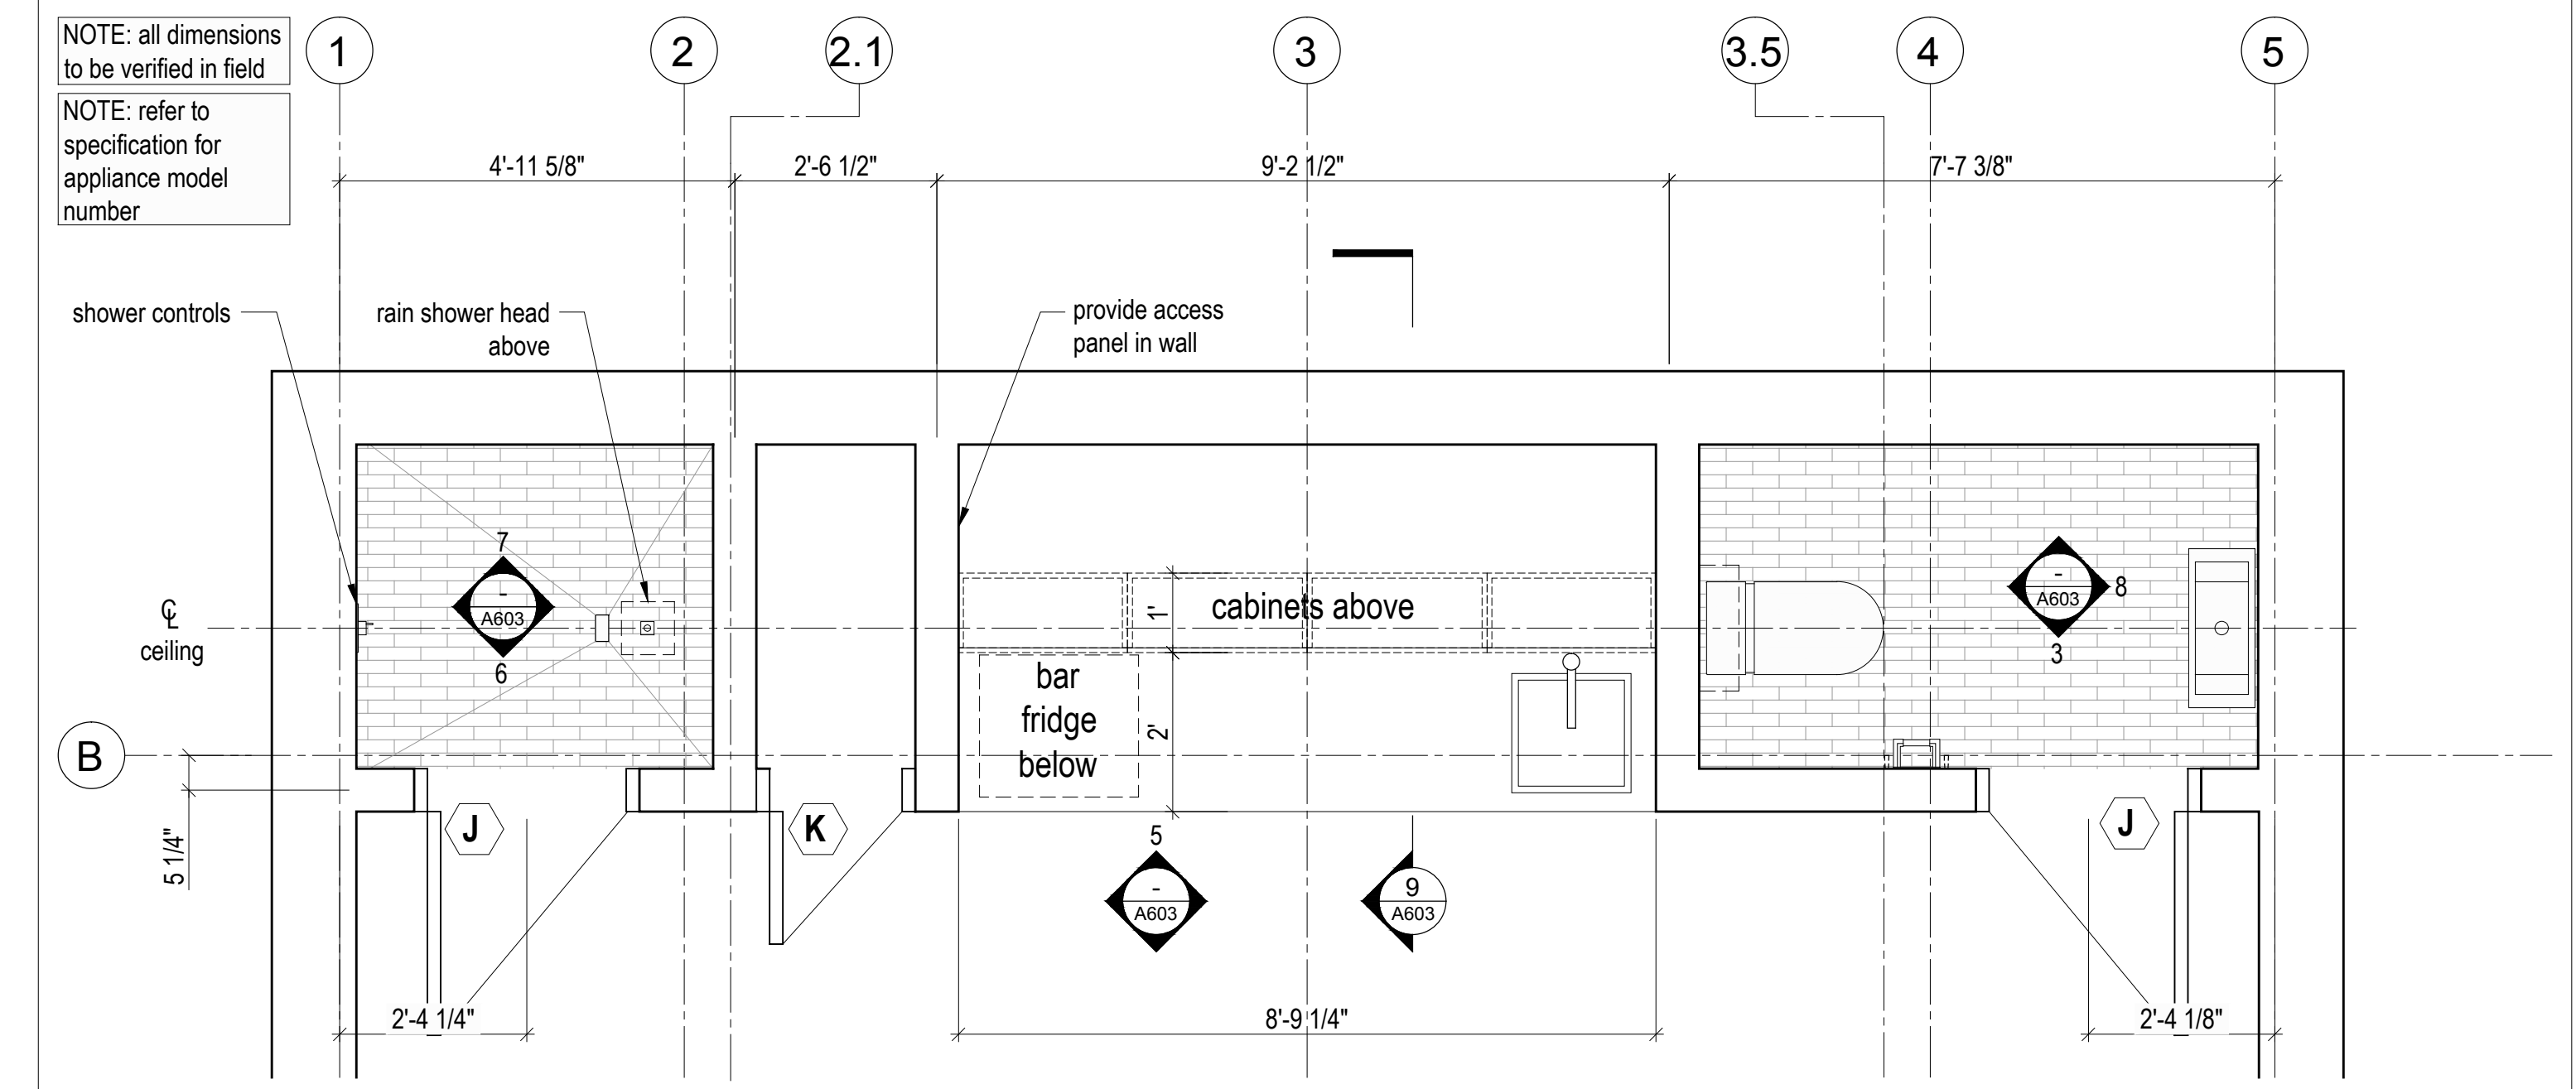 NOTE: all dimensions
to be verified in field
NOTE: refer to
specification for
appliance model
number
1
2
2.1
3
3.5
4
5
4'-11 5/8"
2'-6 1/2"
9'-2 1/2"
7'-7 3/8"
shower controls
rain shower head
above
provide access
panel in wall
7
-
A603
6
cabinets above
1'
-
A603
8
3
℄
ceiling
bar
fridge
below
2'
B
5 1/4"
J
K
J
5
-
A603
9
A603
2'-4 1/4"
8'-9 1/4"
2'-4 1/8"